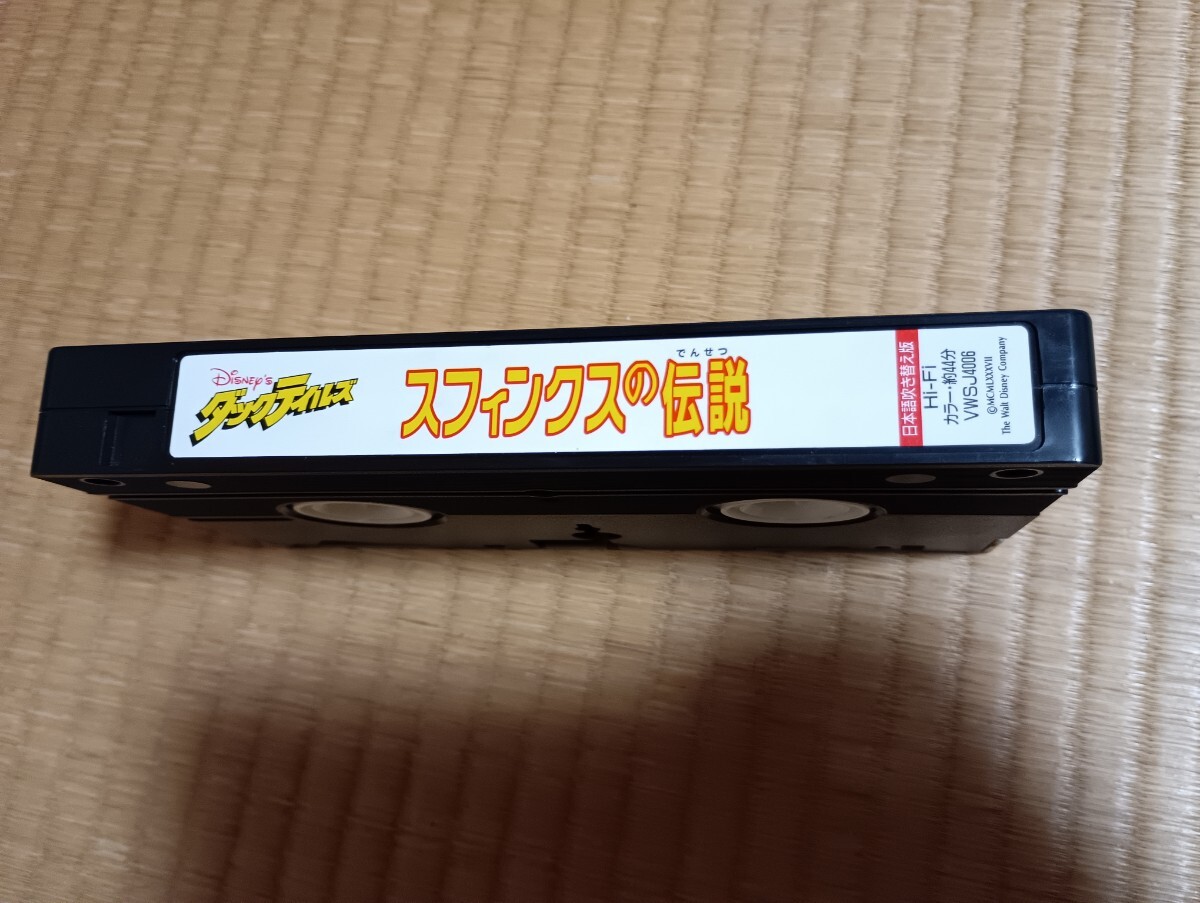 DISNEY'S
ダックテイルズ
でんせつ
スフィンクスの伝説
日本語吹き替え版
Hi-Fi
カラー・約44分
VWSJ4006
©MCMLXXXVII
The Walt Disney Company